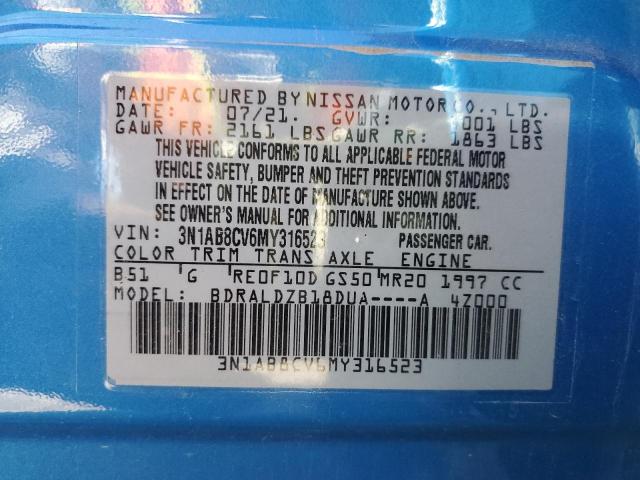 MANUFACTURED BY NISSAN MOTOR CO., LTD.
DATE: 07/21. GVWR: 001 LBS
GAWR FR: 2161 LBS GAWR RR: 1863 LBS
THIS VEHICLE CONFORMS TO ALL APPLICABLE FEDERAL MOTOR
VEHICLE SAFETY, BUMPER AND THEFT PREVENTION STANDARDS
IN EFFECT ON THE DATE OF MANUFACTURE SHOWN ABOVE.
SEE OWNER'S MANUAL FOR ADDITIONAL INFORMATION.
VIN: 3N1AB8CV6MY316523 PASSENGER CAR.
COLOR TRIM TRANS AXLE ENGINE
B51 G RE0F10D GS50 MR20 1997 CC
MODEL: BDRALDZB18DUA----A 4Z000
3N1AB8CV6MY316523